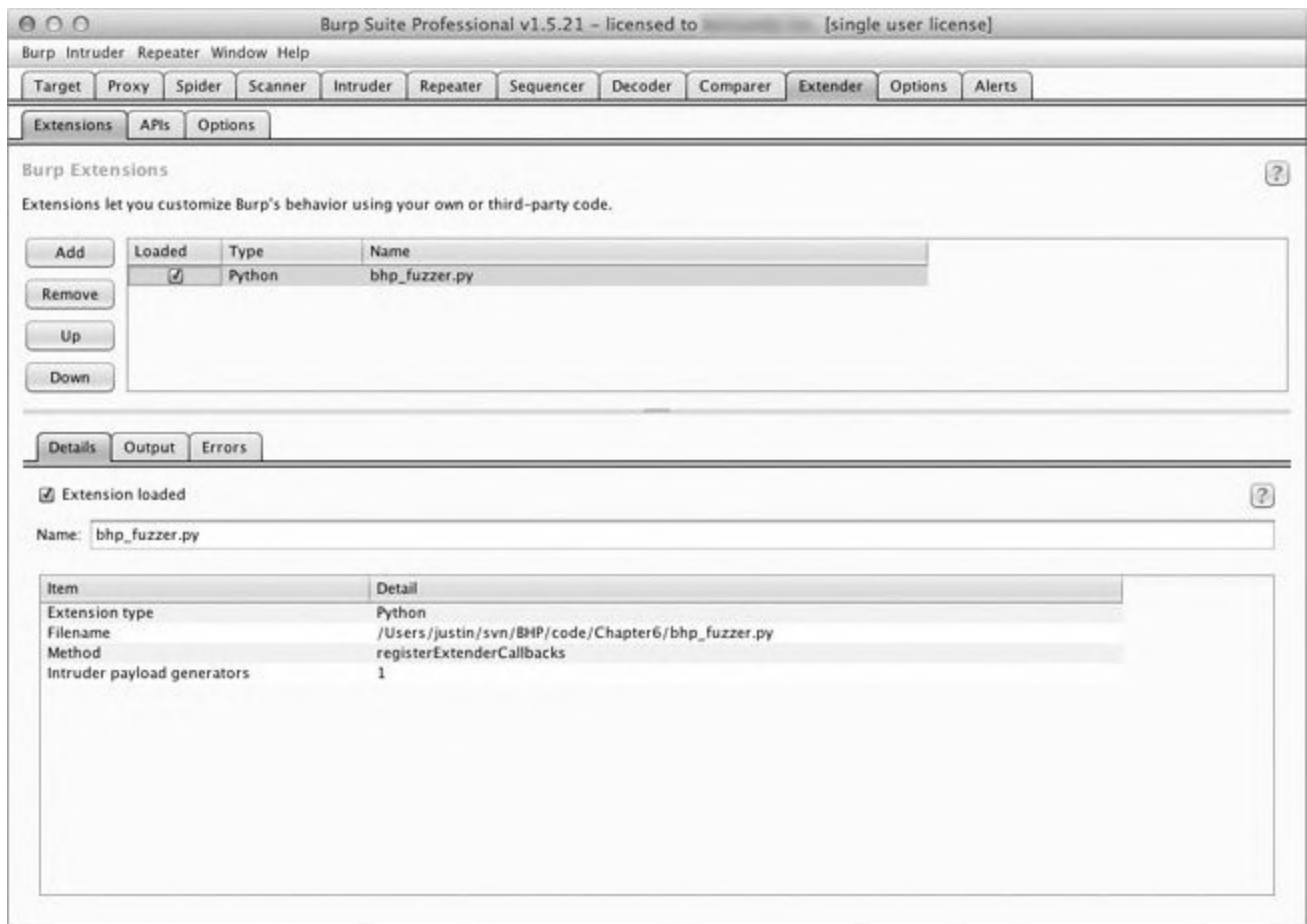 Burp Suite Professional v1.5.21 – licensed to [single user license]
Burp Intruder Repeater Window Help
Target Proxy Spider Scanner Intruder Repeater Sequencer Decoder Comparer Extender Options Alerts
Extensions APIs Options
Burp Extensions
?
Extensions let you customize Burp's behavior using your own or third-party code.
Add
Loaded Type Name
Python bhp_fuzzer.py
Remove
Up
Down
Details Output Errors
Extension loaded
?
Name: bhp_fuzzer.py
Item Detail
Extension type Python
Filename /Users/justin/svn/BHP/code/Chapter6/bhp_fuzzer.py
Method registerExtenderCallbacks
Intruder payload generators 1